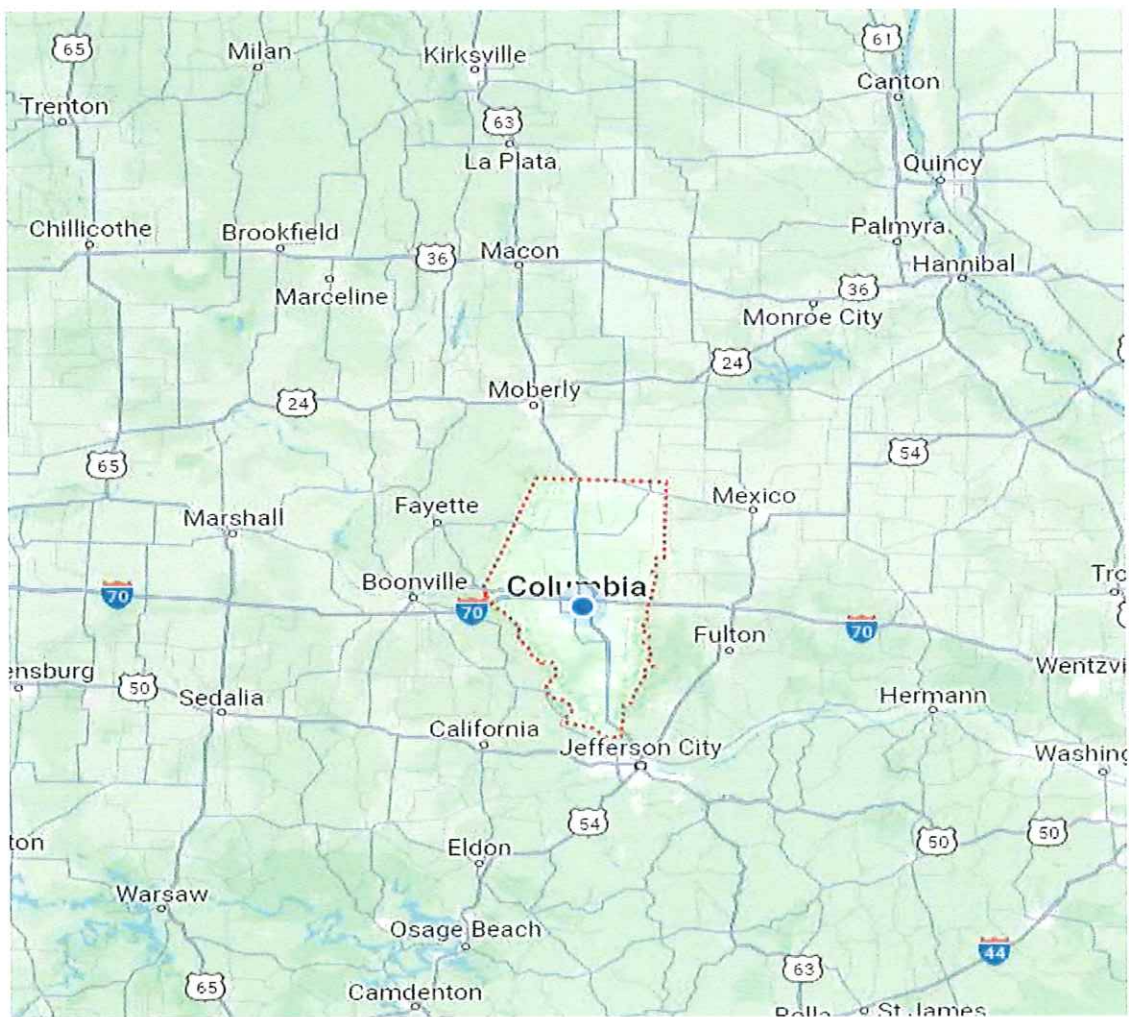 65
Milan
Kirksville
61
Canton
Trenton
63
La Plata
Quincy
Chillicothe
Brookfield
36
Macon
Palmyra
Hannibal
Marceline
36
Monroe City
24
Moberly
24
65
54
Fayette
Mexico
Marshall
Boonville
Columbia
Tro
70
70
70
Fulton
ensburg
50
Sedalia
Wentzvi
Hermann
California
Jefferson City
Washing
54
ton
Eldon
50
50
Warsaw
Osage Beach
44
65
63
Camdenton
Rolla
St James